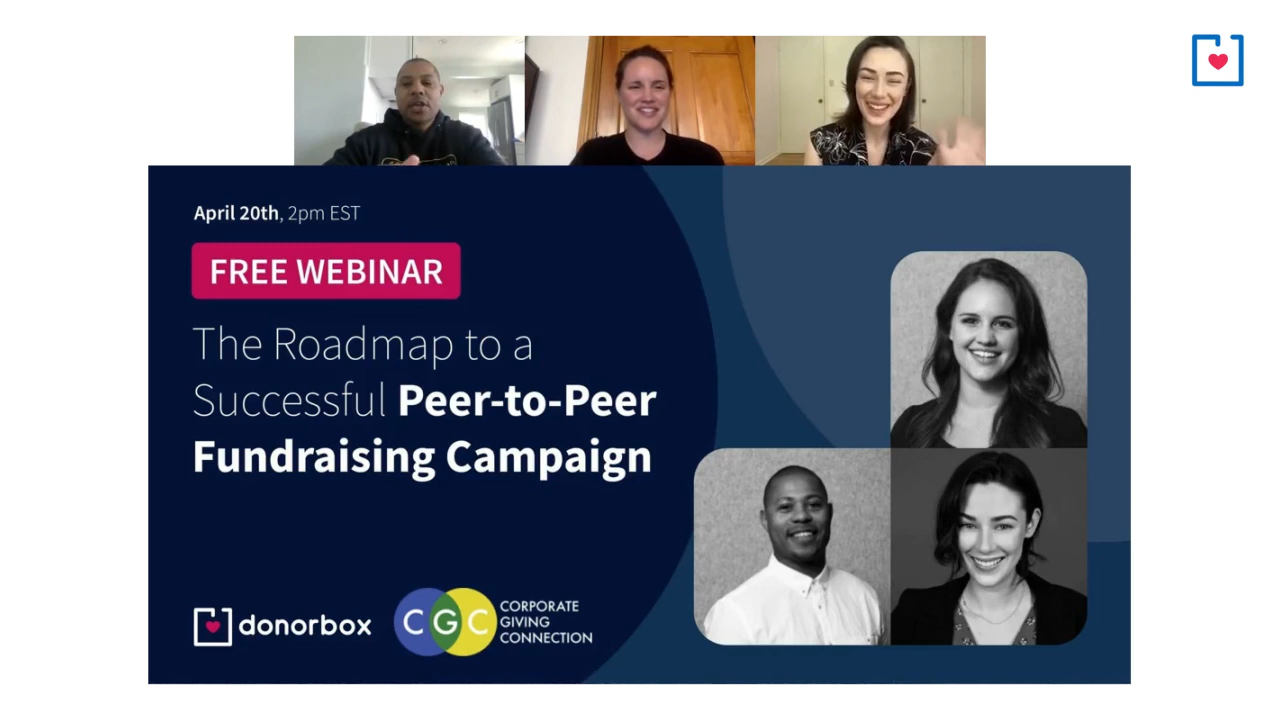 April 20th, 2pm EST
FREE WEBINAR
The Roadmap to a
Successful Peer-to-Peer
Fundraising Campaign
donorbox
CGC
CORPORATE
GIVING
CONNECTION